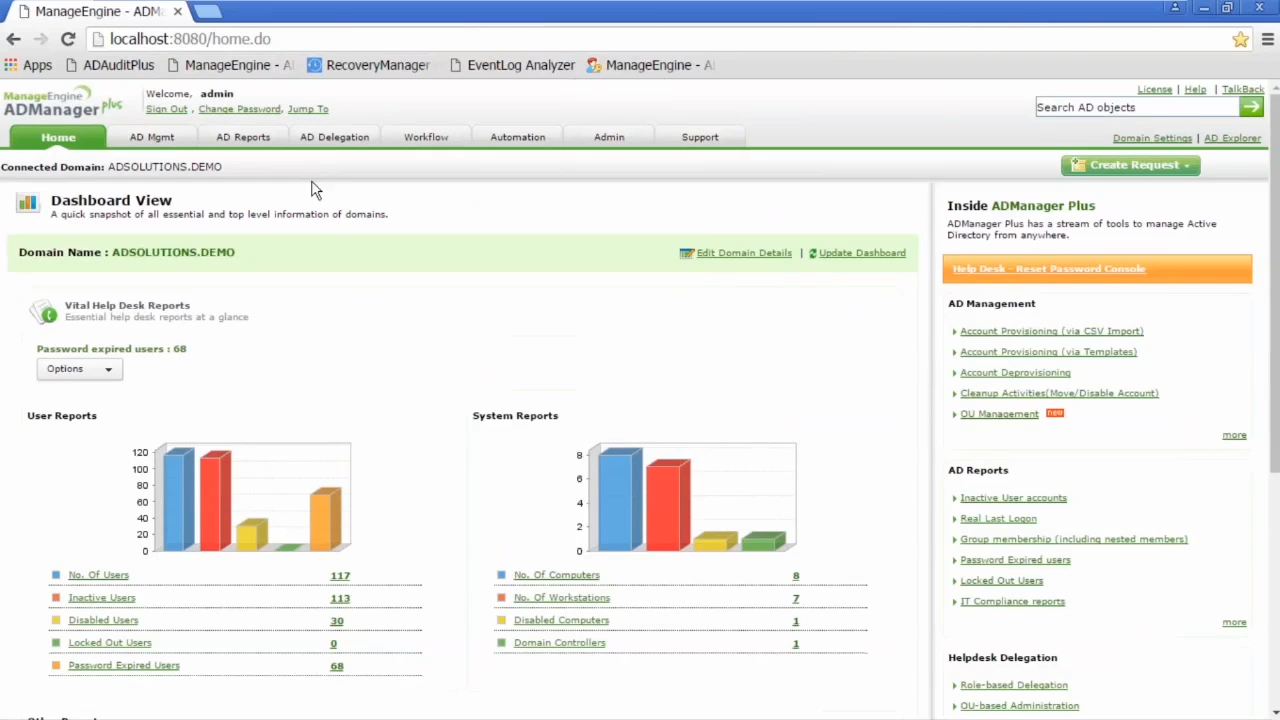 ManageEngine - ADM
localhost:8080/home.do
Apps ADAuditPlus ManageEngine - A RecoveryManager EventLog Analyzer ManageEngine - A
ManageEngine
ADManager plus
Welcome, admin
Sign Out , Change Password, Jump To
License | Help | TalkBack
Search AD objects
Home AD Mgmt AD Reports AD Delegation Workflow Automation Admin Support
Domain Settings | AD Explorer
Connected Domain: ADSOLUTIONS.DEMO
Create Request
Dashboard View
A quick snapshot of all essential and top level information of domains.
Domain Name : ADSOLUTIONS.DEMO
Edit Domain Details | Update Dashboard
Vital Help Desk Reports
Essential help desk reports at a glance
Password expired users : 68
Options
User Reports
120
100
80
60
40
20
0
No. Of Users 117
Inactive Users 113
Disabled Users 30
Locked Out Users 0
Password Expired Users 68
System Reports
8
6
4
2
0
No. Of Computers 8
No. Of Workstations 7
Disabled Computers 1
Domain Controllers 1
Inside ADManager Plus
ADManager Plus has a stream of tools to manage Active
Directory from anywhere.
Help Desk - Reset Password Console
AD Management
Account Provisioning (via CSV Import)
Account Provisioning (via Templates)
Account Deprovisioning
Cleanup Activities(Move/Disable Account)
OU Management new
more
AD Reports
Inactive User accounts
Real Last Logon
Group membership (including nested members)
Password Expired users
Locked Out Users
IT Compliance reports
more
Helpdesk Delegation
Role-based Delegation
OU-based Administration